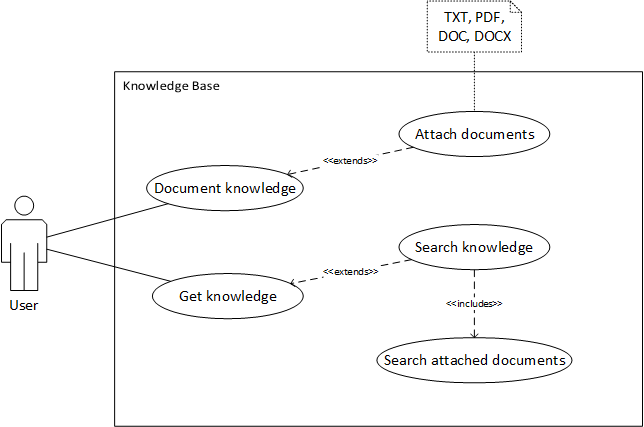 TXT, PDF,
DOC, DOCX
Knowledge Base
Attach documents
<<extends>>
Document knowledge
Search knowledge
<<extends>>
Get knowledge
User
<<includes>>
Search attached documents